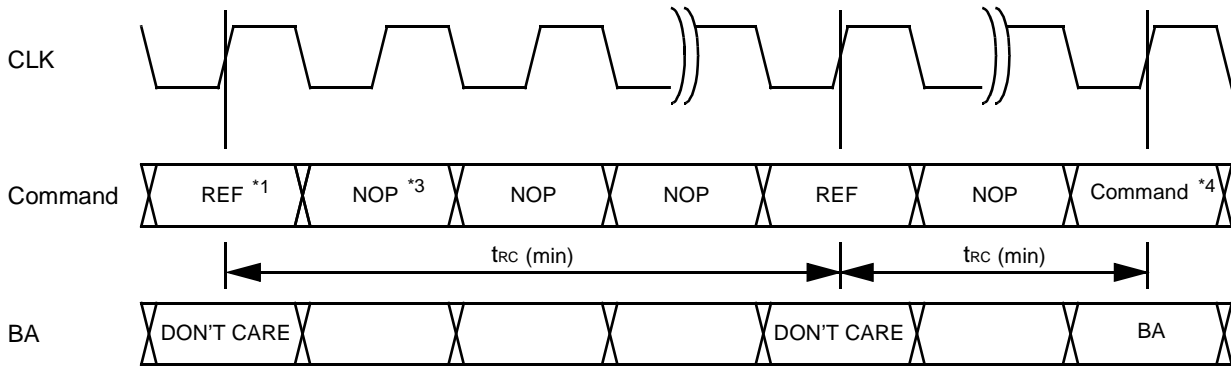 CLK
Command REF *1 NOP *3 NOP NOP REF NOP Command *4
tRC (min) tRC (min)
BA DON'T CARE DON'T CARE BA